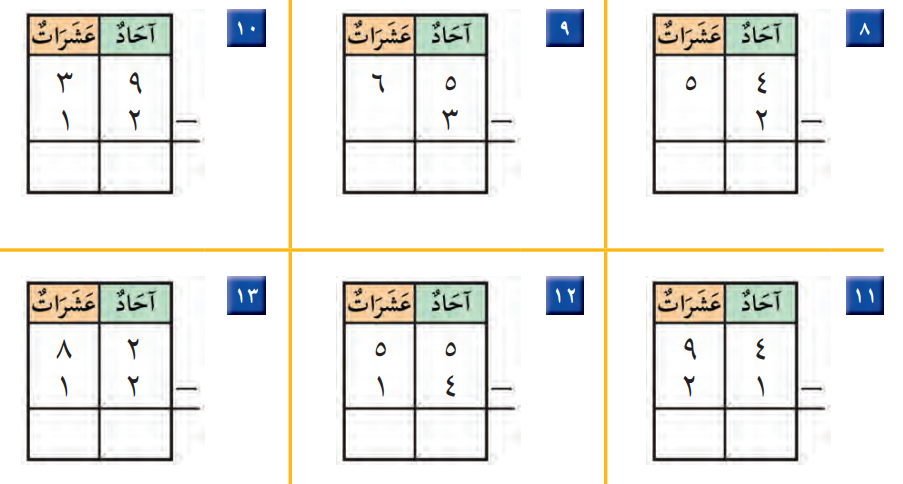 ٨
آحَادٌ عَشَرَاتٌ
٤ ٥
٢ —
٩
آحَادٌ عَشَرَاتٌ
٥ ٦
٣ —
١٠
آحَادٌ عَشَرَاتٌ
٩ ٣
٢ ١ —
١١
آحَادٌ عَشَرَاتٌ
٤ ٩
١ ٢ —
١٢
آحَادٌ عَشَرَاتٌ
٥ ٥
٤ ١ —
١٣
آحَادٌ عَشَرَاتٌ
٢ ٨
٢ ١ —